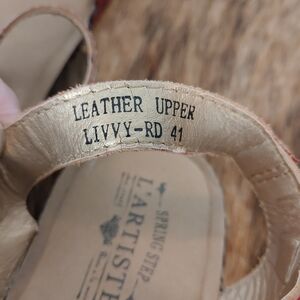 LEATHER UPPER
LIVVY-RD 41
SPRING STEP
L'ARTISTE